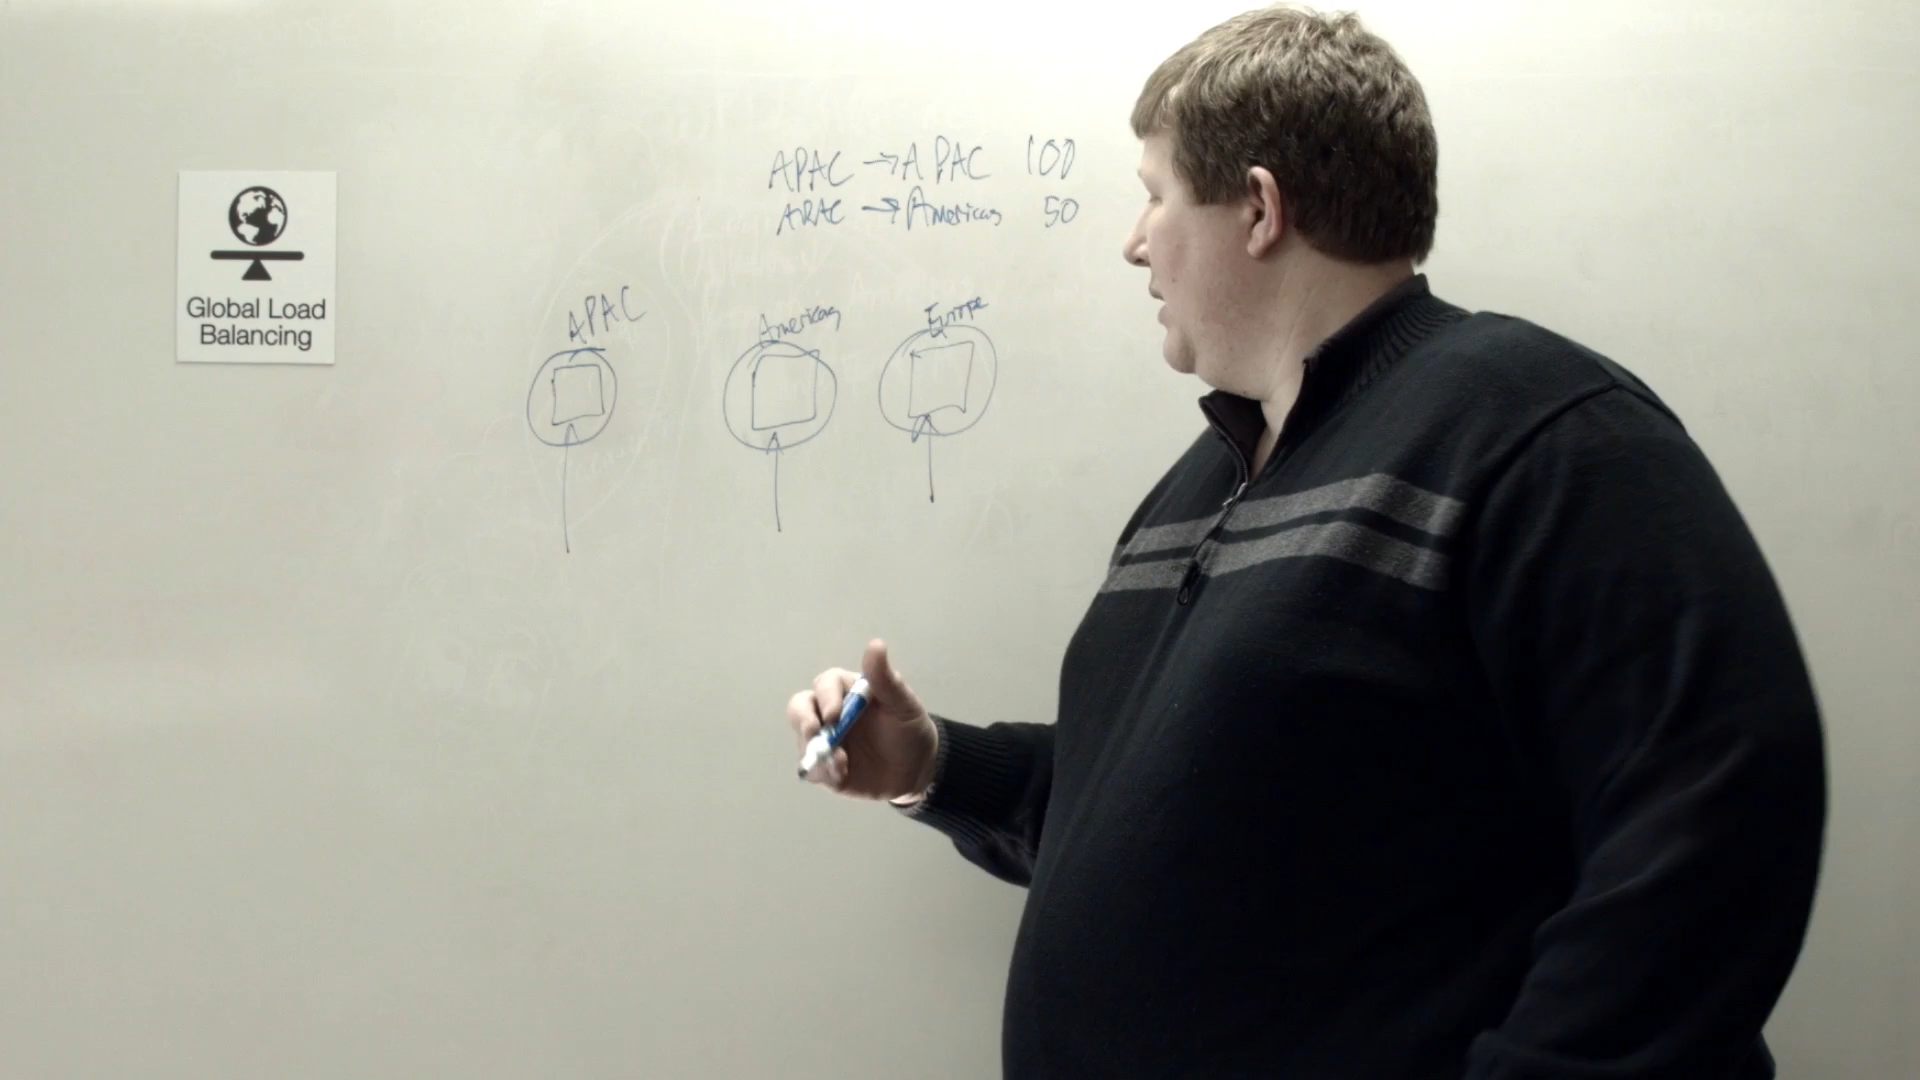 APAC → APAC 100
APAC → Americas 50
Global Load
Balancing
APAC
Americas
Europe